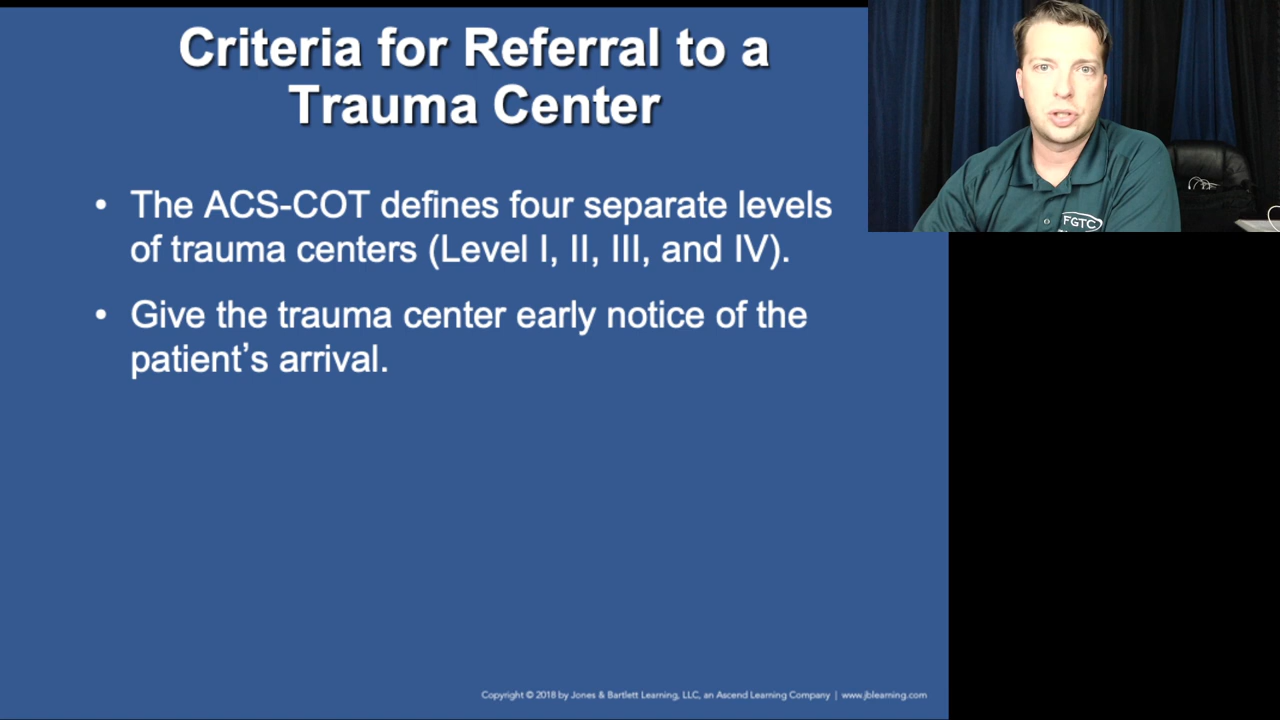 Criteria for Referral to a
Trauma Center
• The ACS-COT defines four separate levels
of trauma centers (Level I, II, III, and IV).
• Give the trauma center early notice of the
patient’s arrival.
Copyright © 2018 by Jones & Bartlett Learning, LLC, an Ascend Learning Company | www.jblearning.com
FGTC